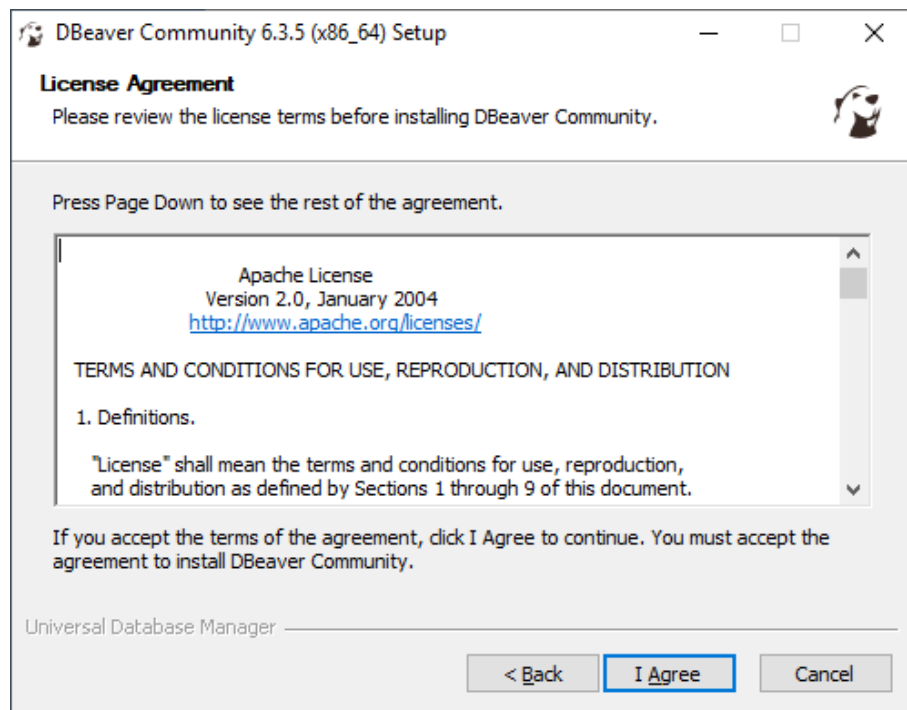 DBeaver Community 6.3.5 (x86_64) Setup
License Agreement
Please review the license terms before installing DBeaver Community.
Press Page Down to see the rest of the agreement.
Apache License
Version 2.0, January 2004
http://www.apache.org/licenses/
TERMS AND CONDITIONS FOR USE, REPRODUCTION, AND DISTRIBUTION
1. Definitions.
"License" shall mean the terms and conditions for use, reproduction,
and distribution as defined by Sections 1 through 9 of this document.
If you accept the terms of the agreement, click I Agree to continue. You must accept the
agreement to install DBeaver Community.
Universal Database Manager
< Back
I Agree
Cancel